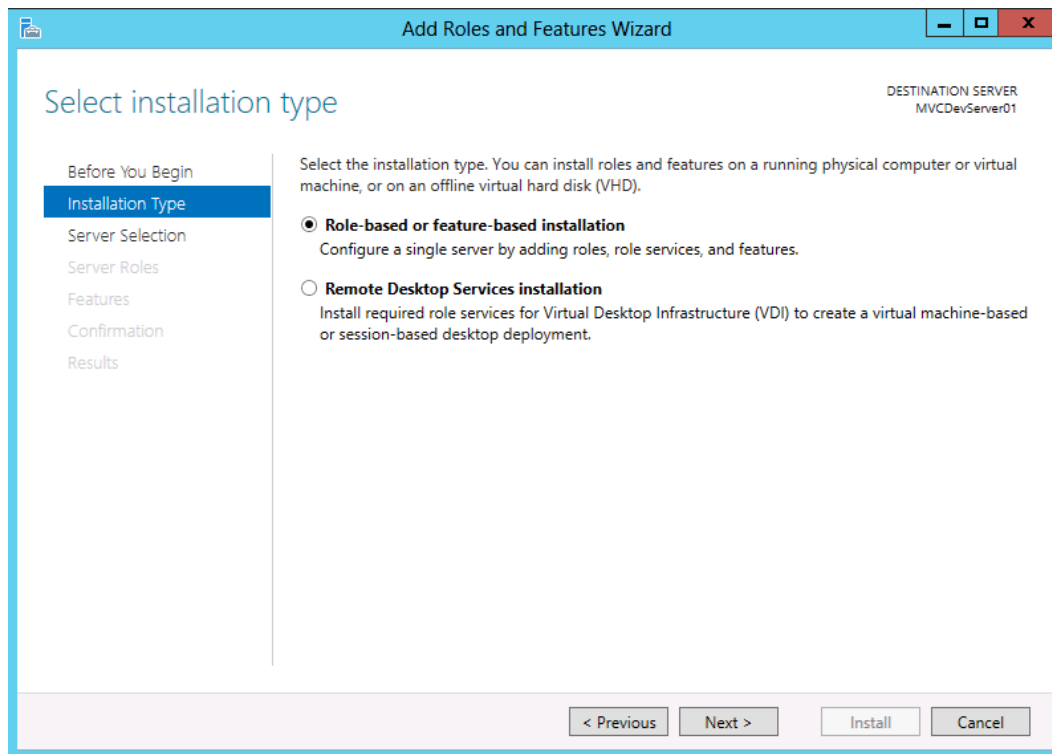 Add Roles and Features Wizard
Select installation type
DESTINATION SERVER
MVCDevServer01
Before You Begin
Installation Type
Server Selection
Server Roles
Features
Confirmation
Results
Select the installation type. You can install roles and features on a running physical computer or virtual
machine, or on an offline virtual hard disk (VHD).
Role-based or feature-based installation
Configure a single server by adding roles, role services, and features.
Remote Desktop Services installation
Install required role services for Virtual Desktop Infrastructure (VDI) to create a virtual machine-based
or session-based desktop deployment.
< Previous
Next >
Install
Cancel